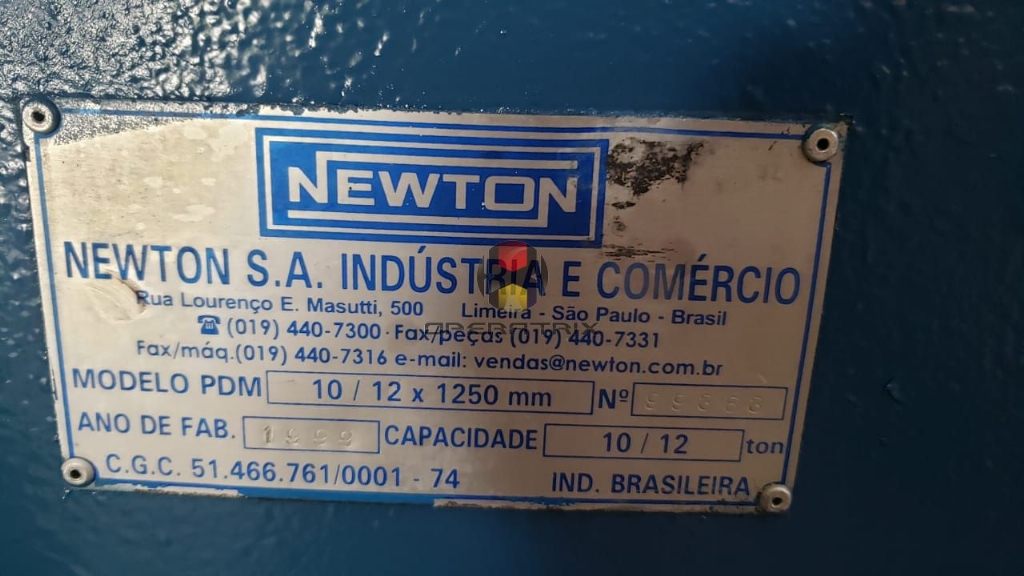 NEWTON
NEWTON S.A. INDÚSTRIA E COMÉRCIO
Rua Lourenço E. Masutti, 500 Limeira - São Paulo - Brasil
☎ (019) 440-7300 - Fax/peças (019) 440-7331
Fax/máq.(019) 440-7316 e-mail: vendas@newton.com.br
MODELO PDM 10 / 12 x 1250 mm Nº
ANO DE FAB. 1999 CAPACIDADE 10 / 12 ton
C.G.C. 51.466.761/0001 - 74 IND. BRASILEIRA